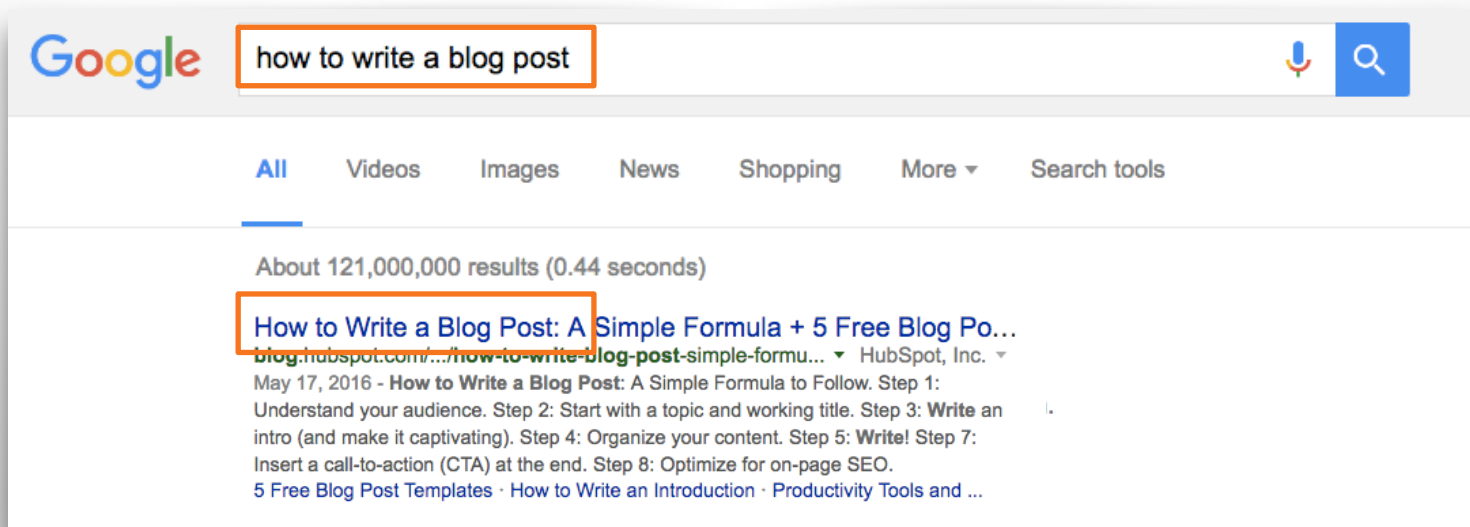 Google how to write a blog post
All Videos Images News Shopping More Search tools
About 121,000,000 results (0.44 seconds)
How to Write a Blog Post: A Simple Formula + 5 Free Blog Po...
blog.hubspot.com/.../how-to-write-blog-post-simple-formu... HubSpot, Inc.
May 17, 2016 - How to Write a Blog Post: A Simple Formula to Follow. Step 1:
Understand your audience. Step 2: Start with a topic and working title. Step 3: Write an
intro (and make it captivating). Step 4: Organize your content. Step 5: Write! Step 7:
Insert a call-to-action (CTA) at the end. Step 8: Optimize for on-page SEO.
5 Free Blog Post Templates · How to Write an Introduction · Productivity Tools and ...